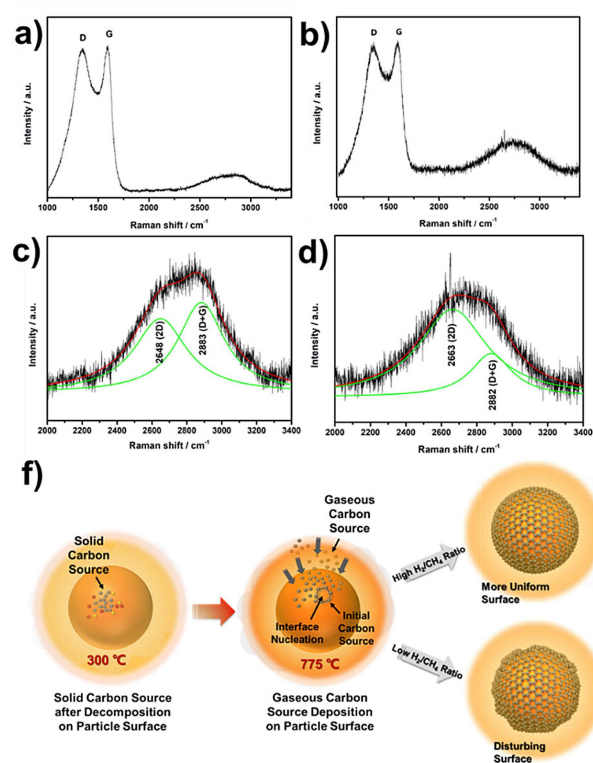 a)
D
G
Intensity / a.u.
1000 1500 2000 2500 3000
Raman shift / cm-1
b)
D
G
Intensity / a.u.
1000 1500 2000 2500 3000
Raman shift / cm-1
c)
Intensity / a.u.
2648 (2D)
2883 (D+G)
2000 2200 2400 2600 2800 3000 3200 3400
Raman shift / cm-1
d)
Intensity / a.u.
2663 (2D)
2882 (D+G)
2000 2200 2400 2600 2800 3000 3200 3400
Raman shift / cm-1
f)
Solid
Carbon
Source
300 ℃
Solid Carbon Source
after Decomposition
on Particle Surface
Gaseous
Carbon
Source
Interface
Nucleation
Initial
Carbon
Source
775 ℃
Gaseous Carbon
Source Deposition
on Particle Surface
High H2/CH4 Ratio
More Uniform
Surface
Low H2/CH4 Ratio
Disturbing
Surface